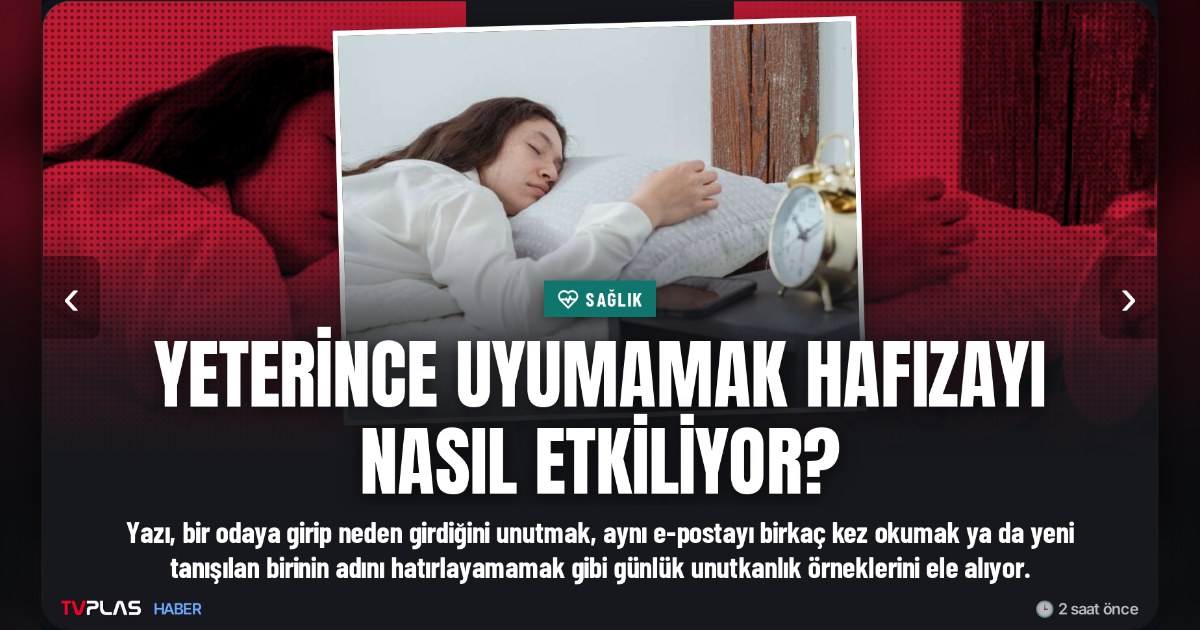 SAĞLIK
YETERİNCE UYUMAMAK HAFIZAYI
NASIL ETKİLİYOR?
Yazı, bir odaya girip neden girdiğini unutmak, aynı e-postayı birkaç kez okumak ya da yeni
tanışılan birinin adını hatırlayamamak gibi günlük unutkanlık örneklerini ele alıyor.
TVPLAS HABER
2 saat önce